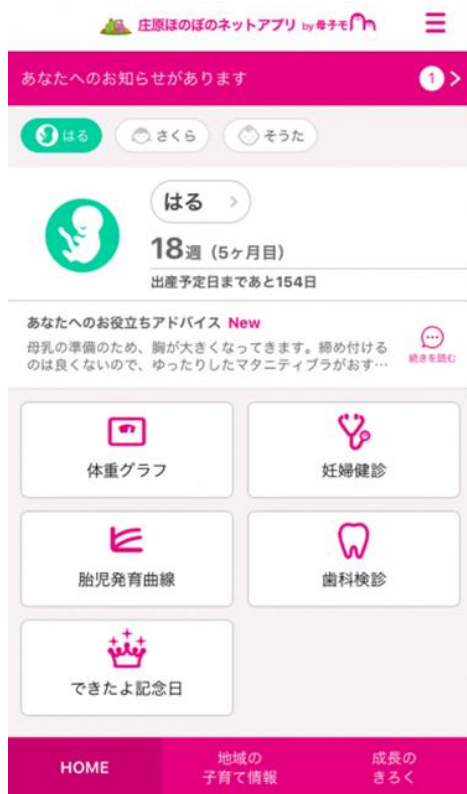 庄原ほのぼのネットアプリ by母子モ
あなたへのお知らせがあります 1
はる さくら そうた
はる
18週（5ヶ月目）
出産予定日まであと154日
あなたへのお役立ちアドバイス New
母乳の準備のため、胸が大きくなってきます。締め付ける
のは良くないので、ゆったりしたマタニティブラがおす…
続きを読む
体重グラフ 妊婦健診
胎児発育曲線 歯科検診
できたよ記念日
HOME
地域の
子育て情報
成長の
きろく